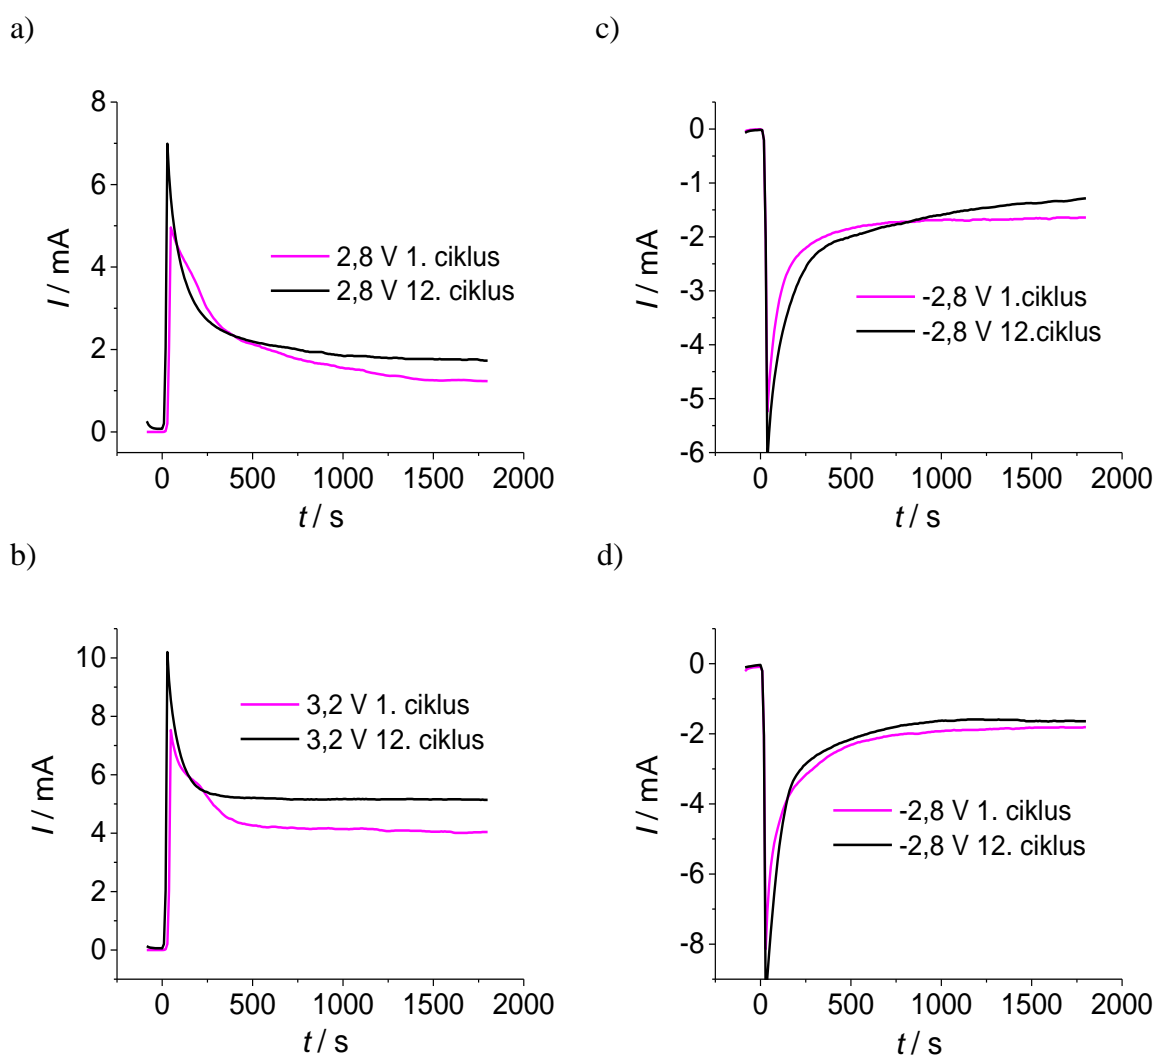 a)
8
6
4
2
0
I / mA
2,8 V 1. ciklus
2,8 V 12. ciklus
0 500 1000 1500 2000
t / s
c)
0
-1
-2
-3
-4
-5
-6
I / mA
-2,8 V 1.ciklus
-2,8 V 12.ciklus
0 500 1000 1500 2000
t / s
b)
10
8
6
4
2
0
I / mA
3,2 V 1. ciklus
3,2 V 12. ciklus
0 500 1000 1500 2000
t / s
d)
0
-2
-4
-6
-8
I / mA
-2,8 V 1. ciklus
-2,8 V 12. ciklus
0 500 1000 1500 2000
t / s